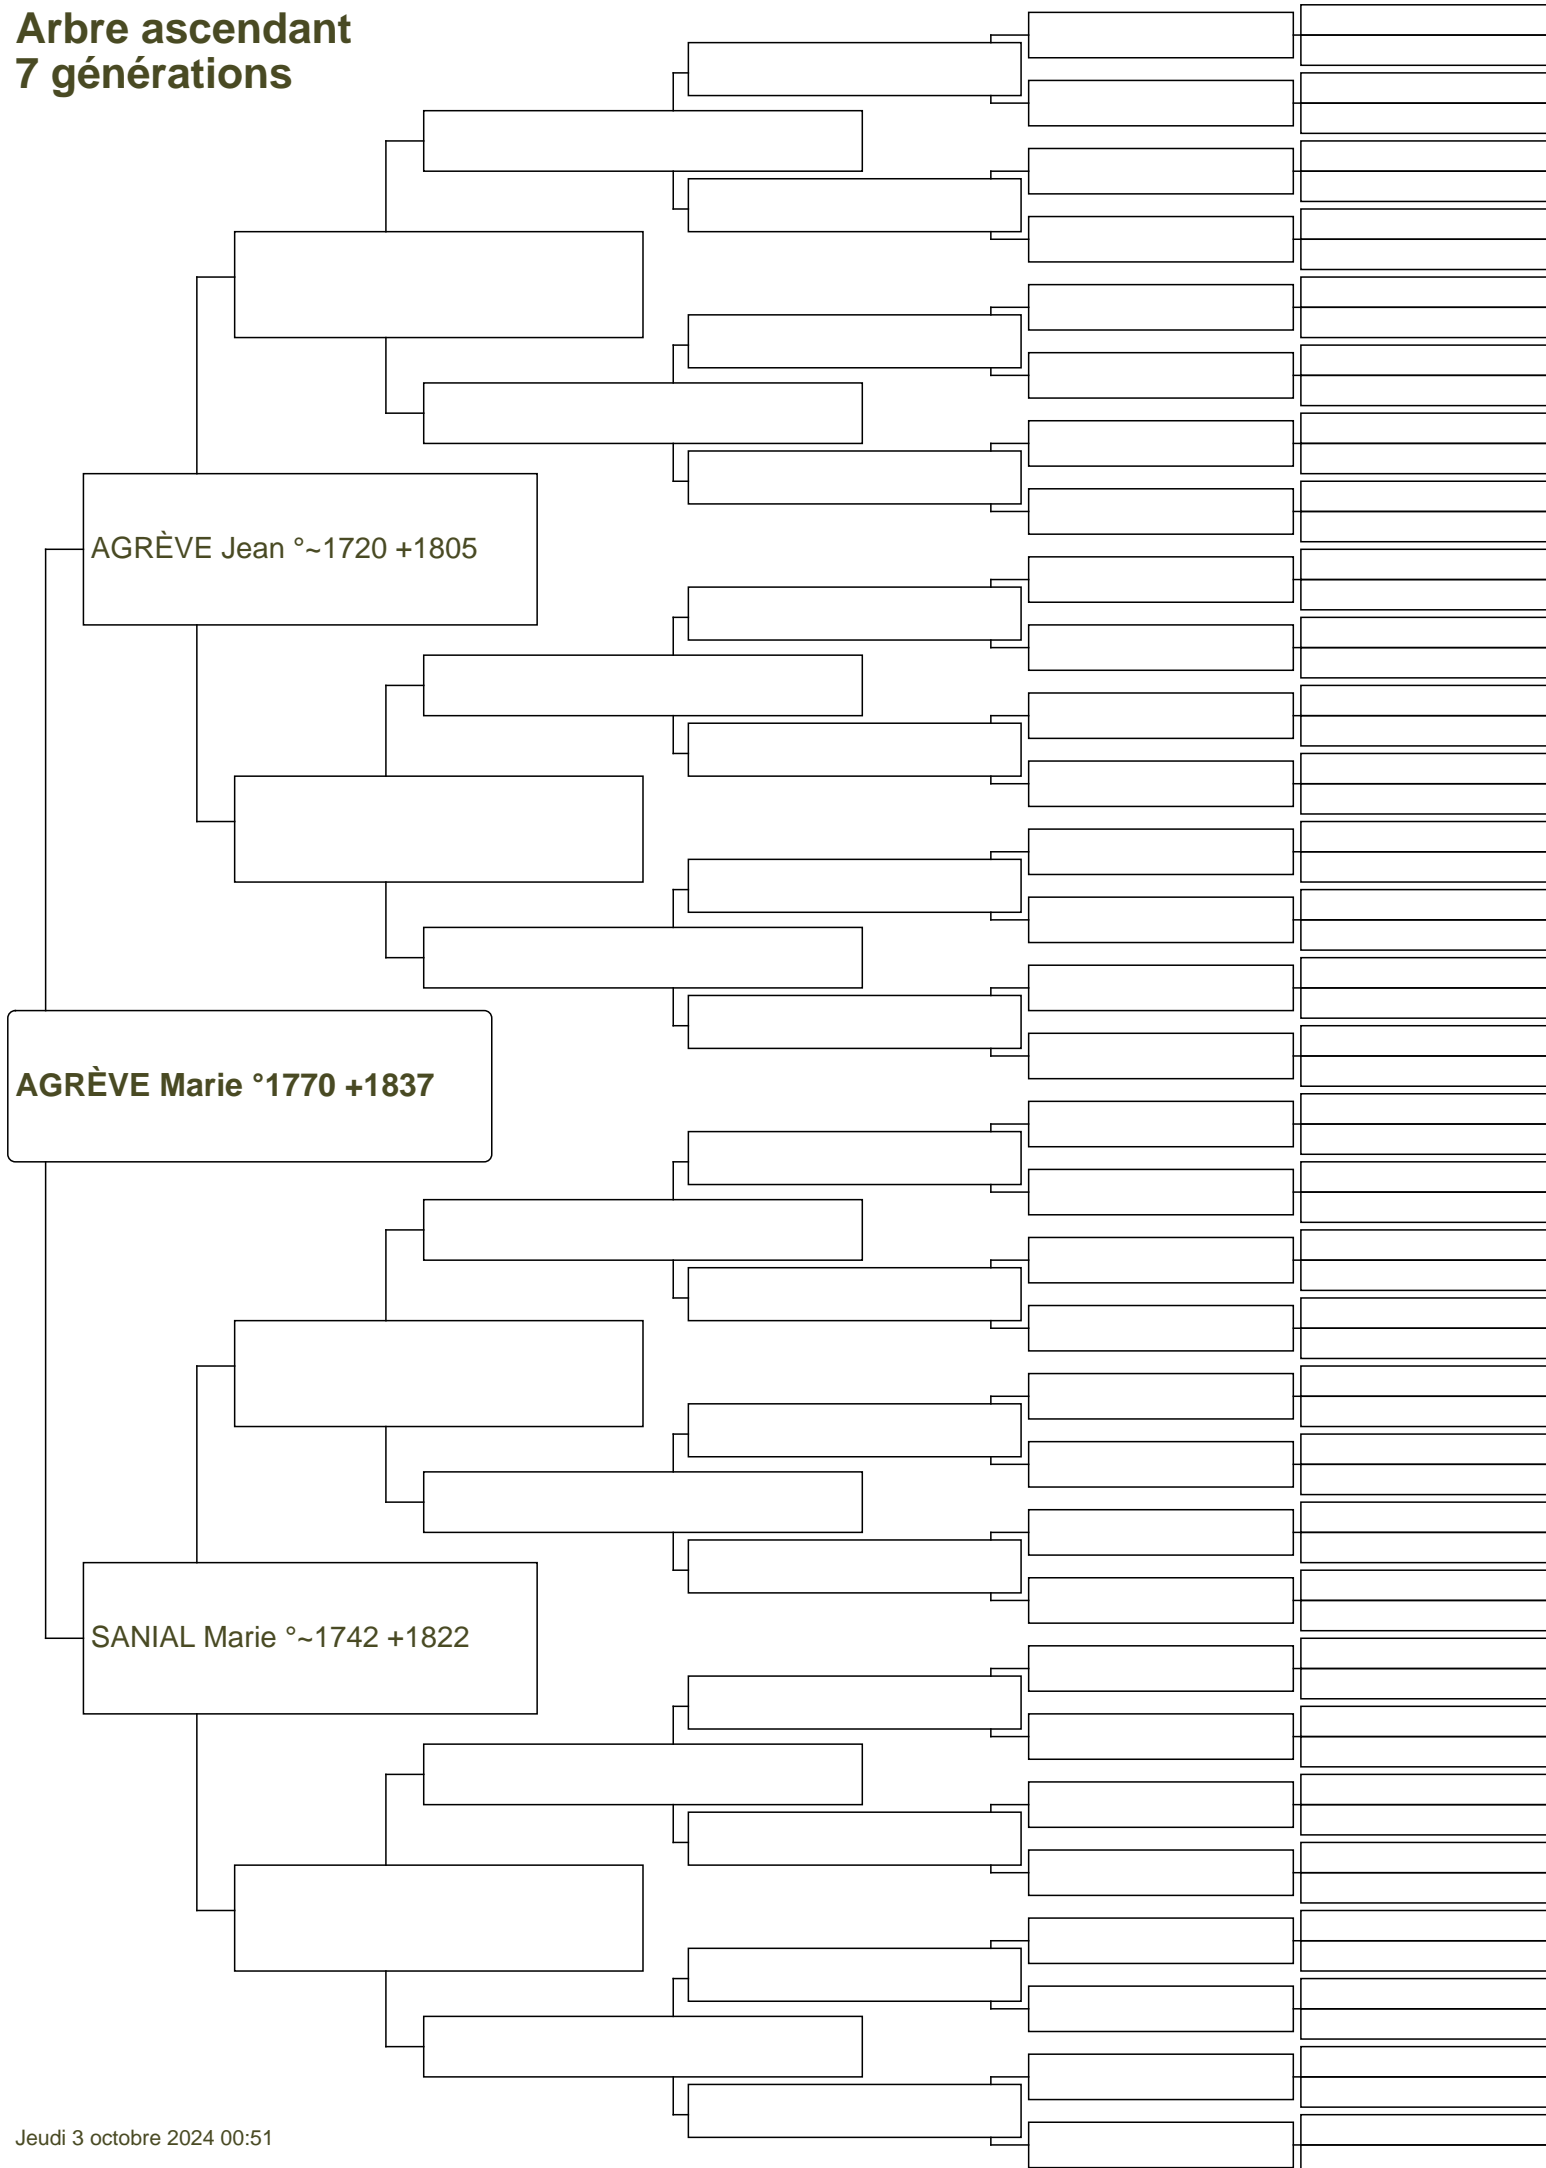 Arbre ascendant
7 générations
AGRÈVE Jean °~1720 +1805
AGRÈVE Marie °1770 +1837
SANIAL Marie °~1742 +1822
Jeudi 3 octobre 2024 00:51